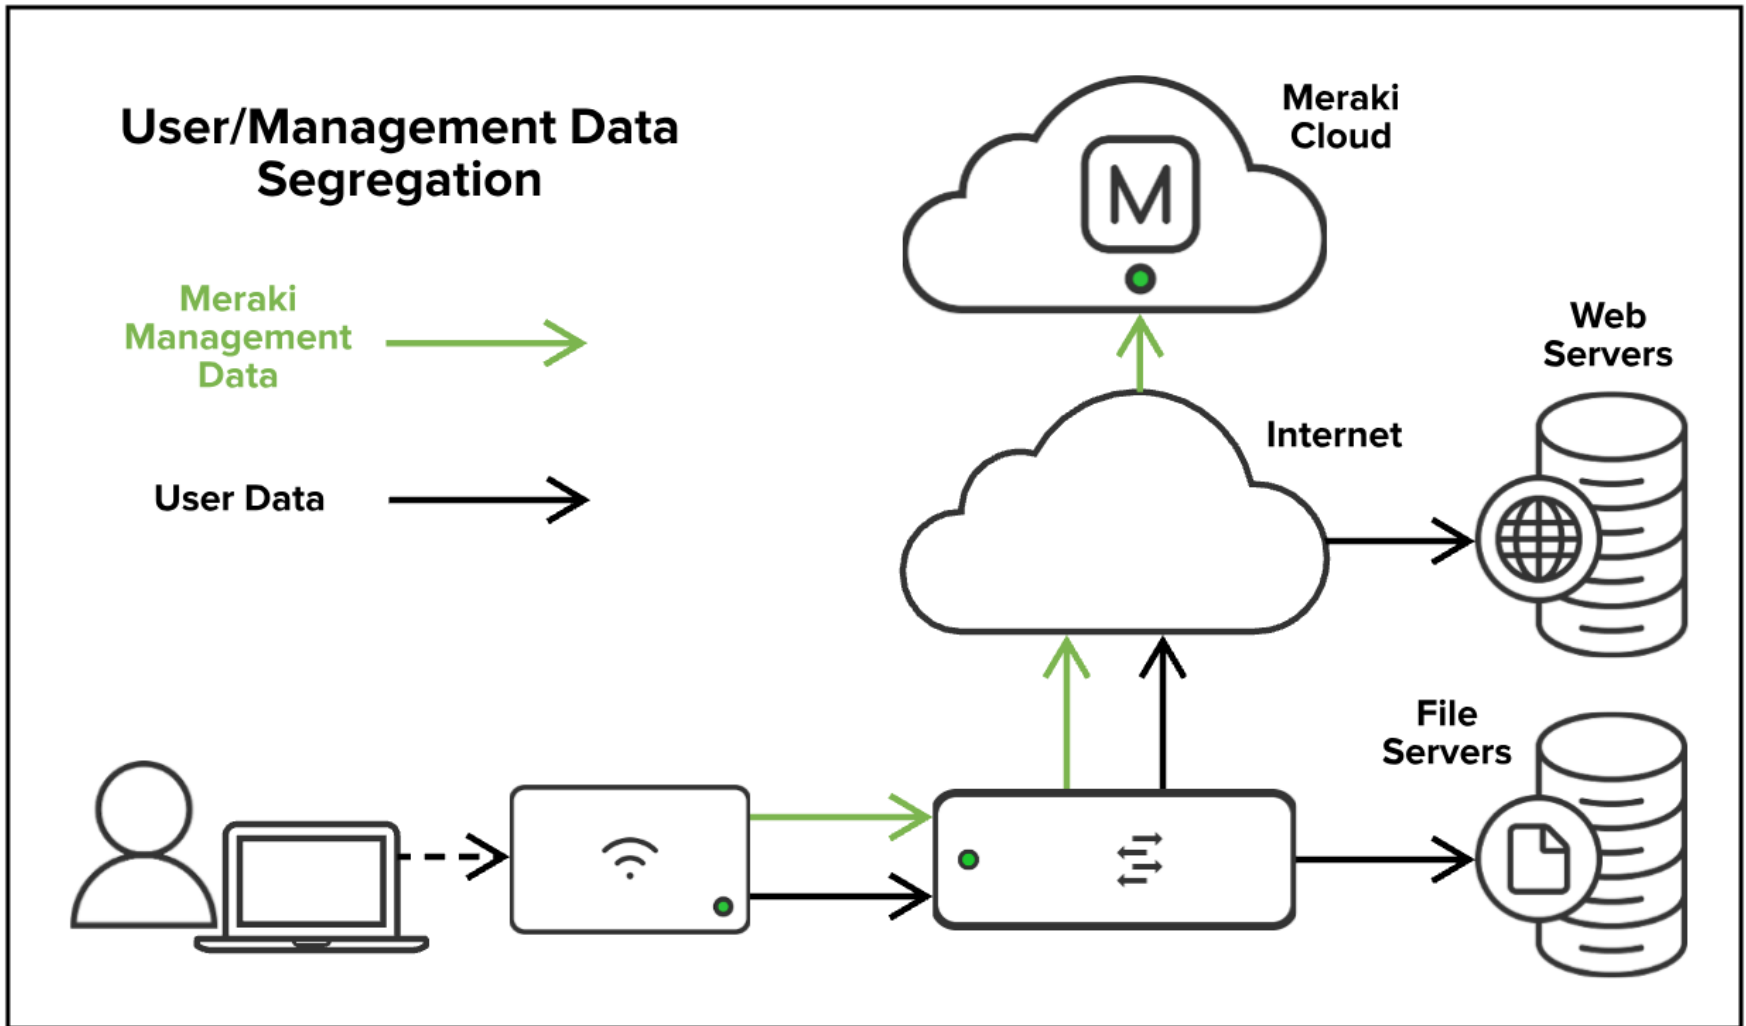 User/Management Data
Segregation
Meraki
Management
Data
User Data
Meraki
Cloud
M
Internet
Web
Servers
File
Servers